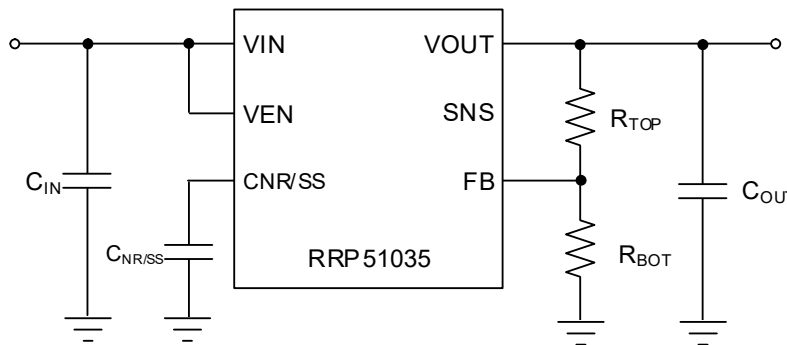 VIN
VOUT
VEN
SNS
R_TOP
CNR/SS
FB
C_IN
C_OUT
C_NR/SS
R_BOT
RRP51035